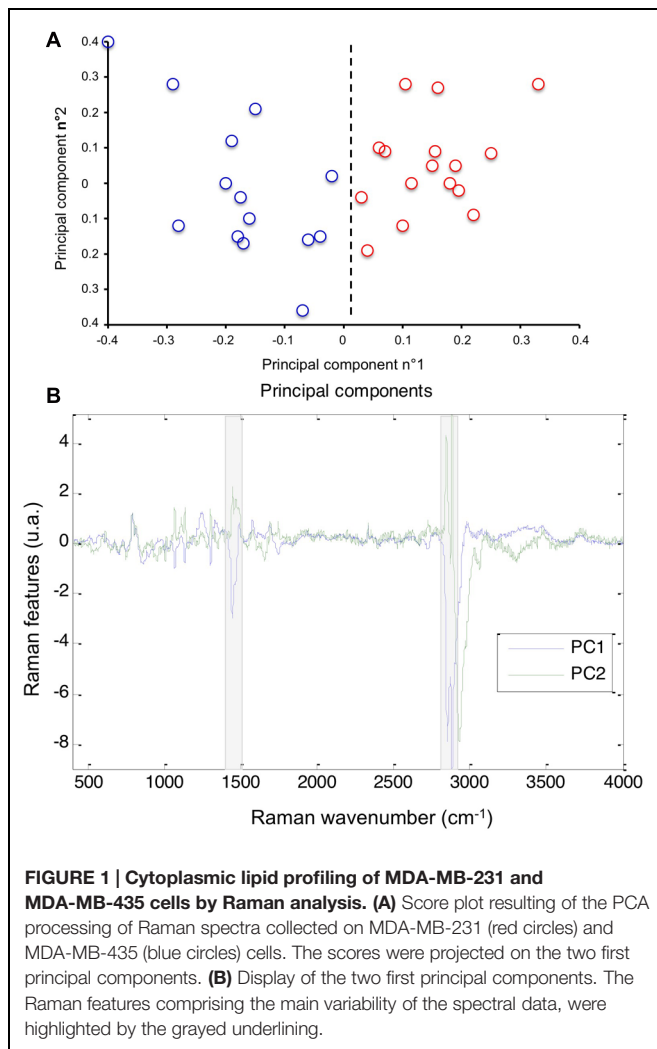 A
Principal component n°2
0.4
0.3
0.2
0.1
0
0.1
0.2
0.3
0.4
-0.4
-0.3
-0.2
-0.1
0
0.1
0.2
0.3
0.4
Principal component n°1
Principal components
B
Raman features (u.a.)
4
2
0
-2
-4
-6
-8
PC1
PC2
500
1000
1500
2000
2500
3000
3500
4000
Raman wavenumber (cm-1)
FIGURE 1 | Cytoplasmic lipid profiling of MDA-MB-231 and
MDA-MB-435 cells by Raman analysis. (A) Score plot resulting of the PCA
processing of Raman spectra collected on MDA-MB-231 (red circles) and
MDA-MB-435 (blue circles) cells. The scores were projected on the two first
principal components. (B) Display of the two first principal components. The
Raman features comprising the main variability of the spectral data, were
highlighted by the grayed underlining.